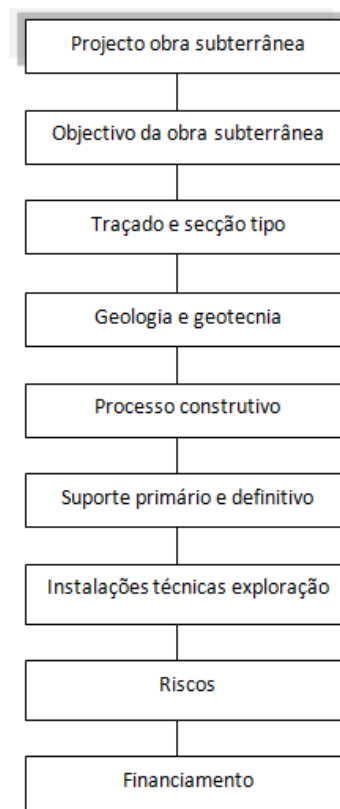 Projecto obra subterrânea
Objectivo da obra subterrânea
Traçado e secção tipo
Geologia e geotecnia
Processo construtivo
Suporte primário e definitivo
Instalações técnicas exploração
Riscos
Financiamento